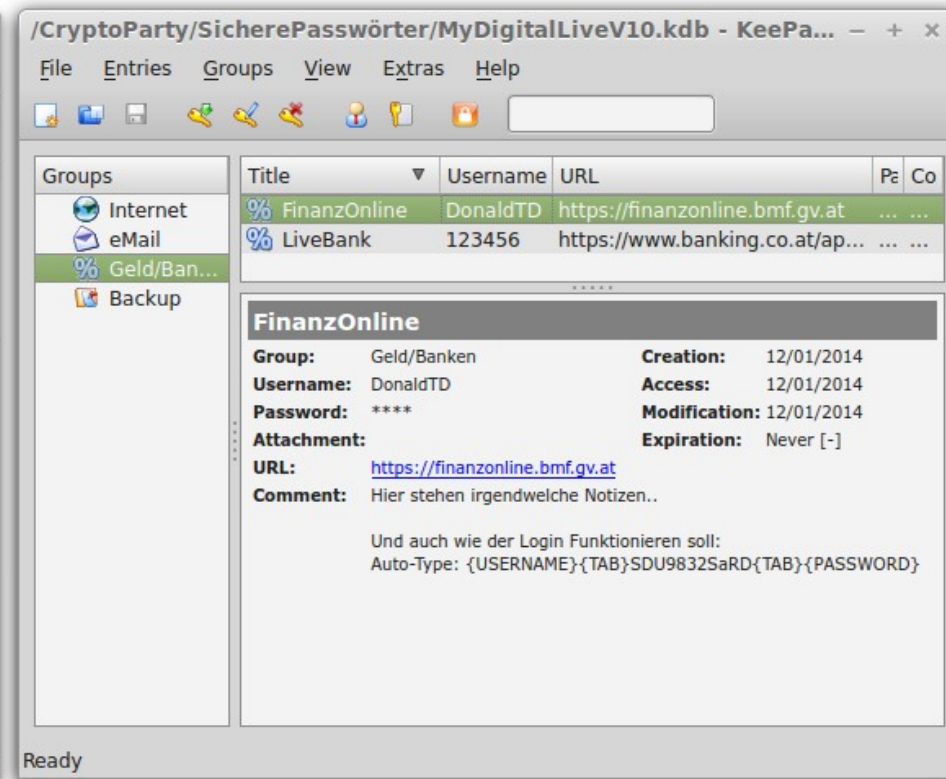 /CryptoParty/SicherePasswörter/MyDigitalLiveV10.kdb - KeePa...
File Entries Groups View Extras Help
Groups
Internet
eMail
Geld/Ban...
Backup
Title Username URL Pa Co
FinanzOnline DonaldTD https://finanzonline.bmf.gv.at ... ...
LiveBank 123456 https://www.banking.co.at/ap... ... ...
FinanzOnline
Group: Geld/Banken Creation: 12/01/2014
Username: DonaldTD Access: 12/01/2014
Password: **** Modification: 12/01/2014
Attachment: Expiration: Never [-]
URL: https://finanzonline.bmf.gv.at
Comment: Hier stehen irgendwelche Notizen..
Und auch wie der Login Funktionieren soll:
Auto-Type: {USERNAME}{TAB}SDU9832SaRD{TAB}{PASSWORD}
Ready